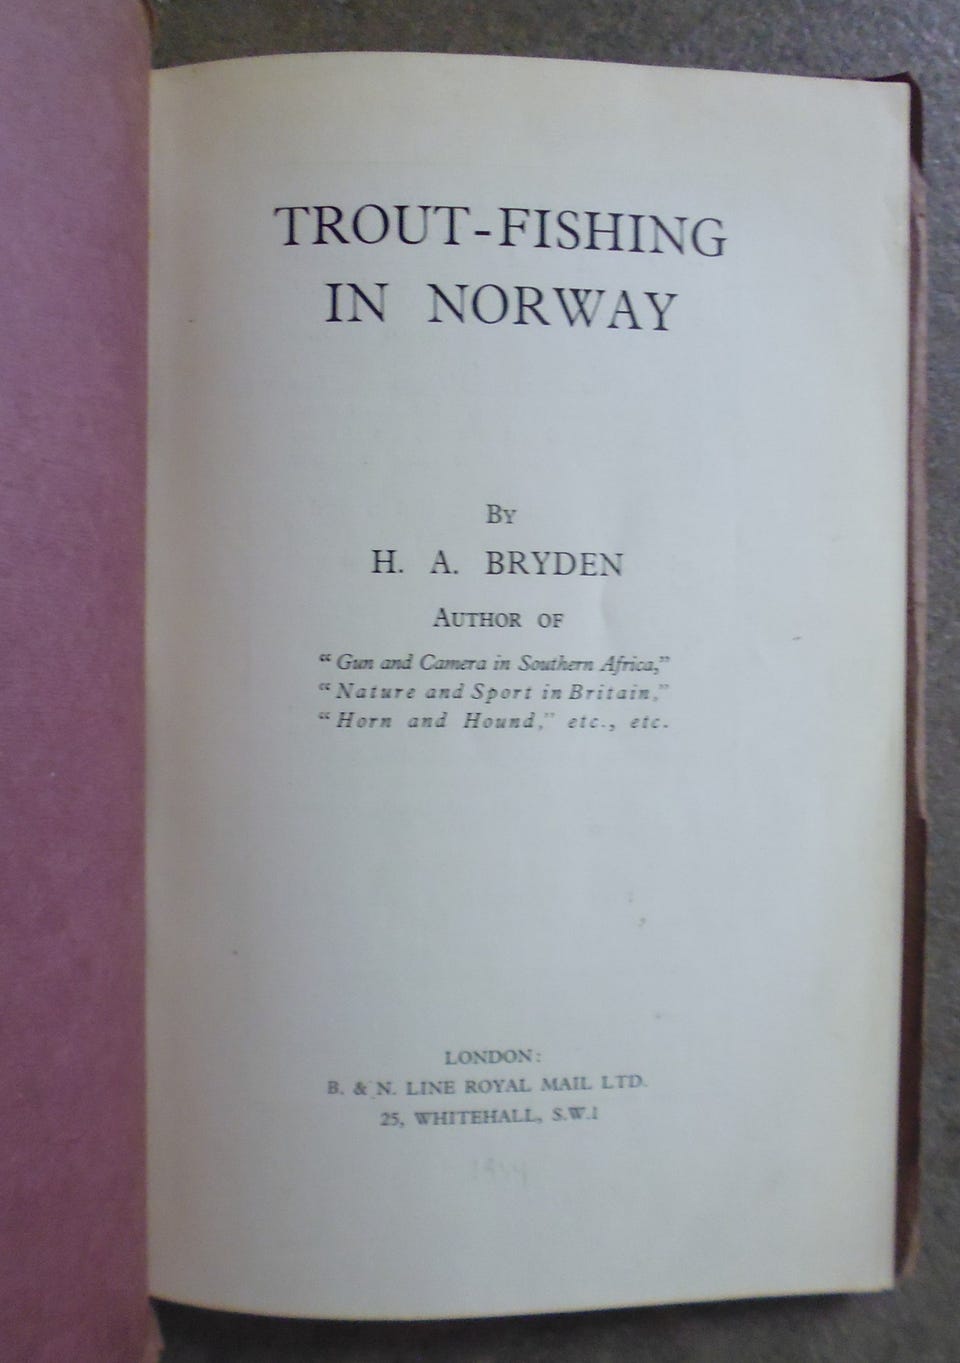 TROUT-FISHING
IN NORWAY
By
H. A. BRYDEN
Author of
“Gun and Camera in Southern Africa,”
“Nature and Sport in Britain,”
“Horn and Hound,” etc., etc.
LONDON:
B. & N. LINE ROYAL MAIL LTD.
25, WHITEHALL, S.W.1